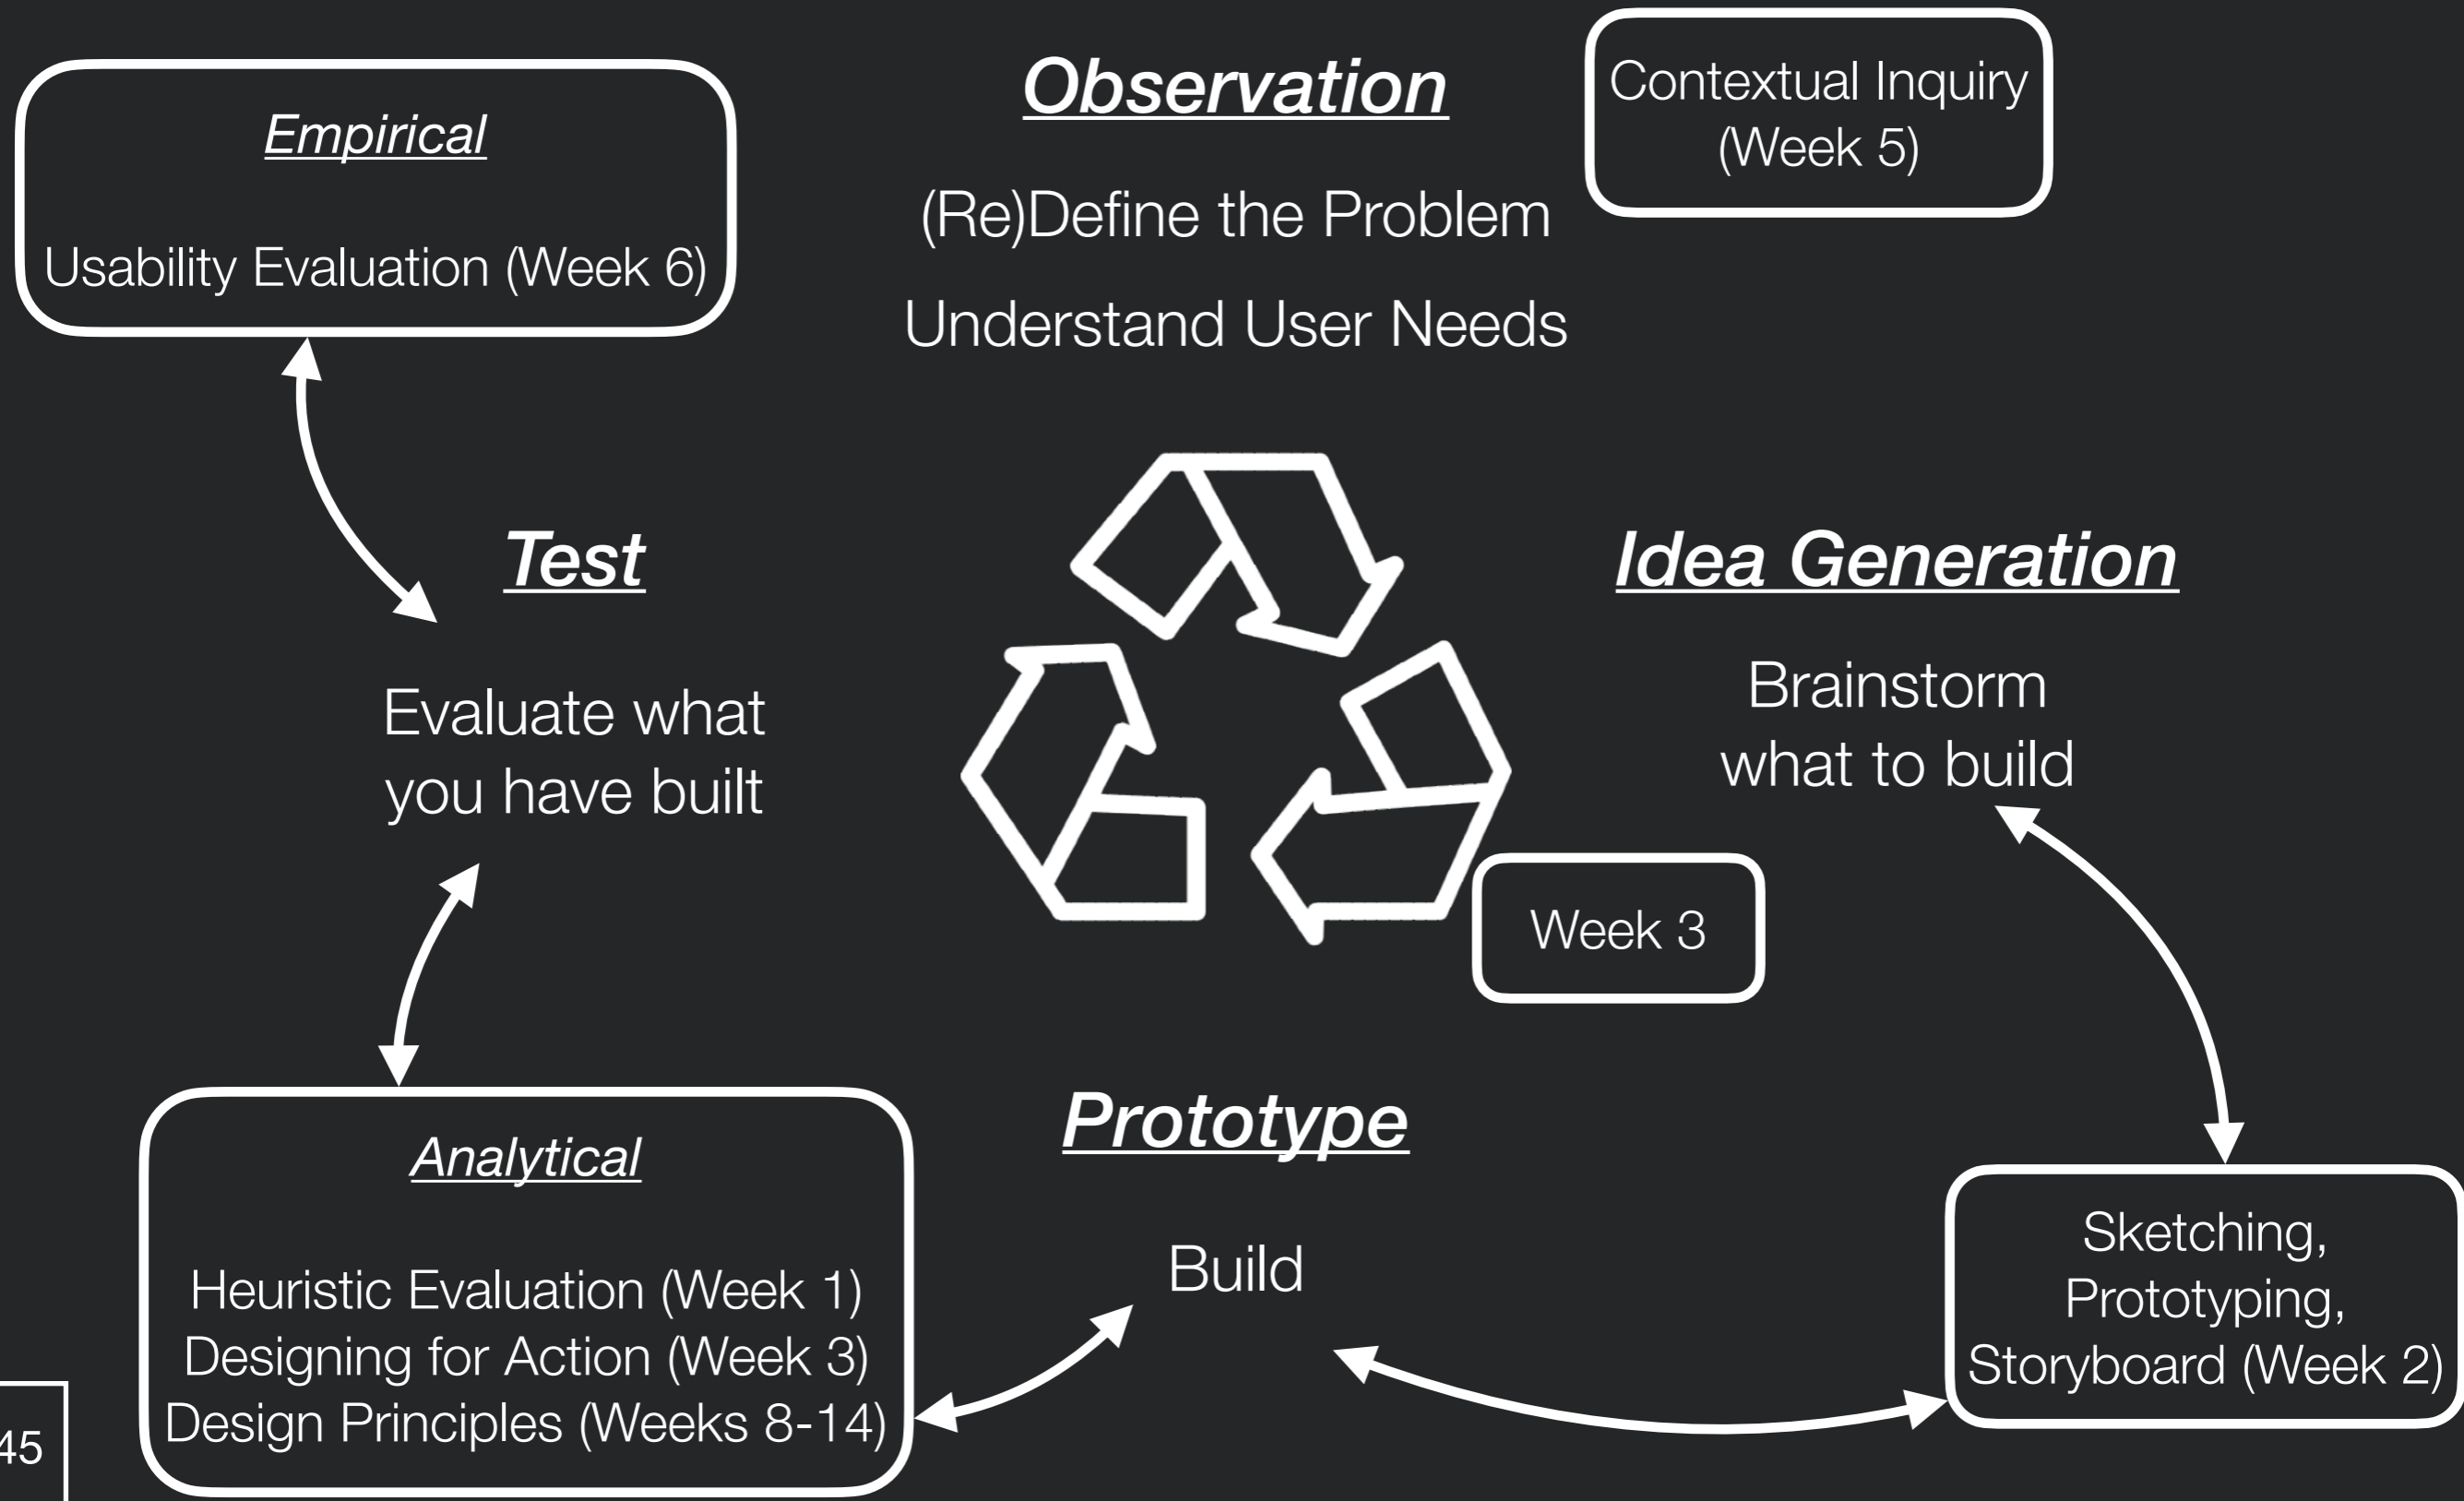 Empirical
Usability Evaluation (Week 6)
Observation
(Re)Define the Problem
Understand User Needs
Contextual Inquiry
(Week 5)
Test
Evaluate what
you have built
Idea Generation
Brainstorm
what to build
Week 3
Analytical
Heuristic Evaluation (Week 1)
Designing for Action (Week 3)
Design Principles (Weeks 8-14)
Prototype
Build
Sketching,
Prototyping,
Storyboard (Week 2)
45